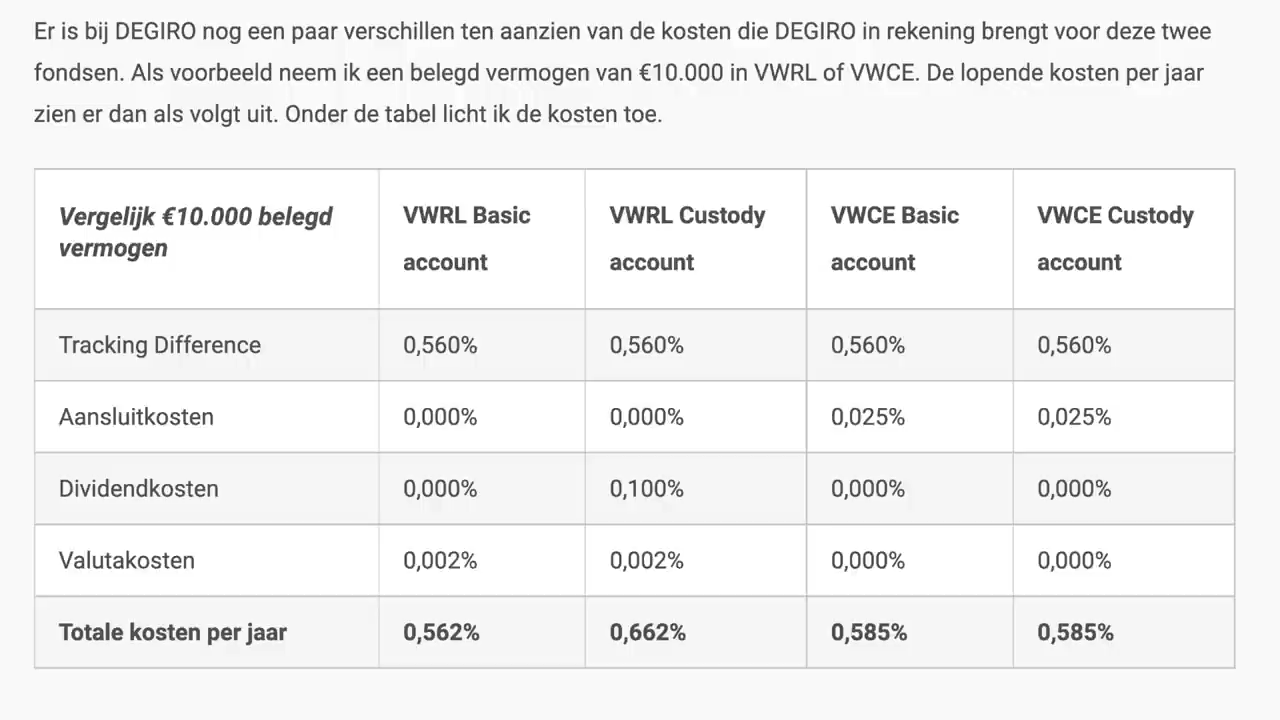 Er is bij DEGIRO nog een paar verschillen ten aanzien van de kosten die DEGIRO in rekening brengt voor deze twee
fondsen. Als voorbeeld neem ik een belegd vermogen van €10.000 in VWRL of VWCE. De lopende kosten per jaar
zien er dan als volgt uit. Onder de tabel licht ik de kosten toe.
Vergelijk €10.000 belegd vermogen VWRL Basic account VWRL Custody account VWCE Basic account VWCE Custody account
Tracking Difference 0,560% 0,560% 0,560% 0,560%
Aansluitkosten 0,000% 0,000% 0,025% 0,025%
Dividendkosten 0,000% 0,100% 0,000% 0,000%
Valutakosten 0,002% 0,002% 0,000% 0,000%
Totale kosten per jaar 0,562% 0,662% 0,585% 0,585%